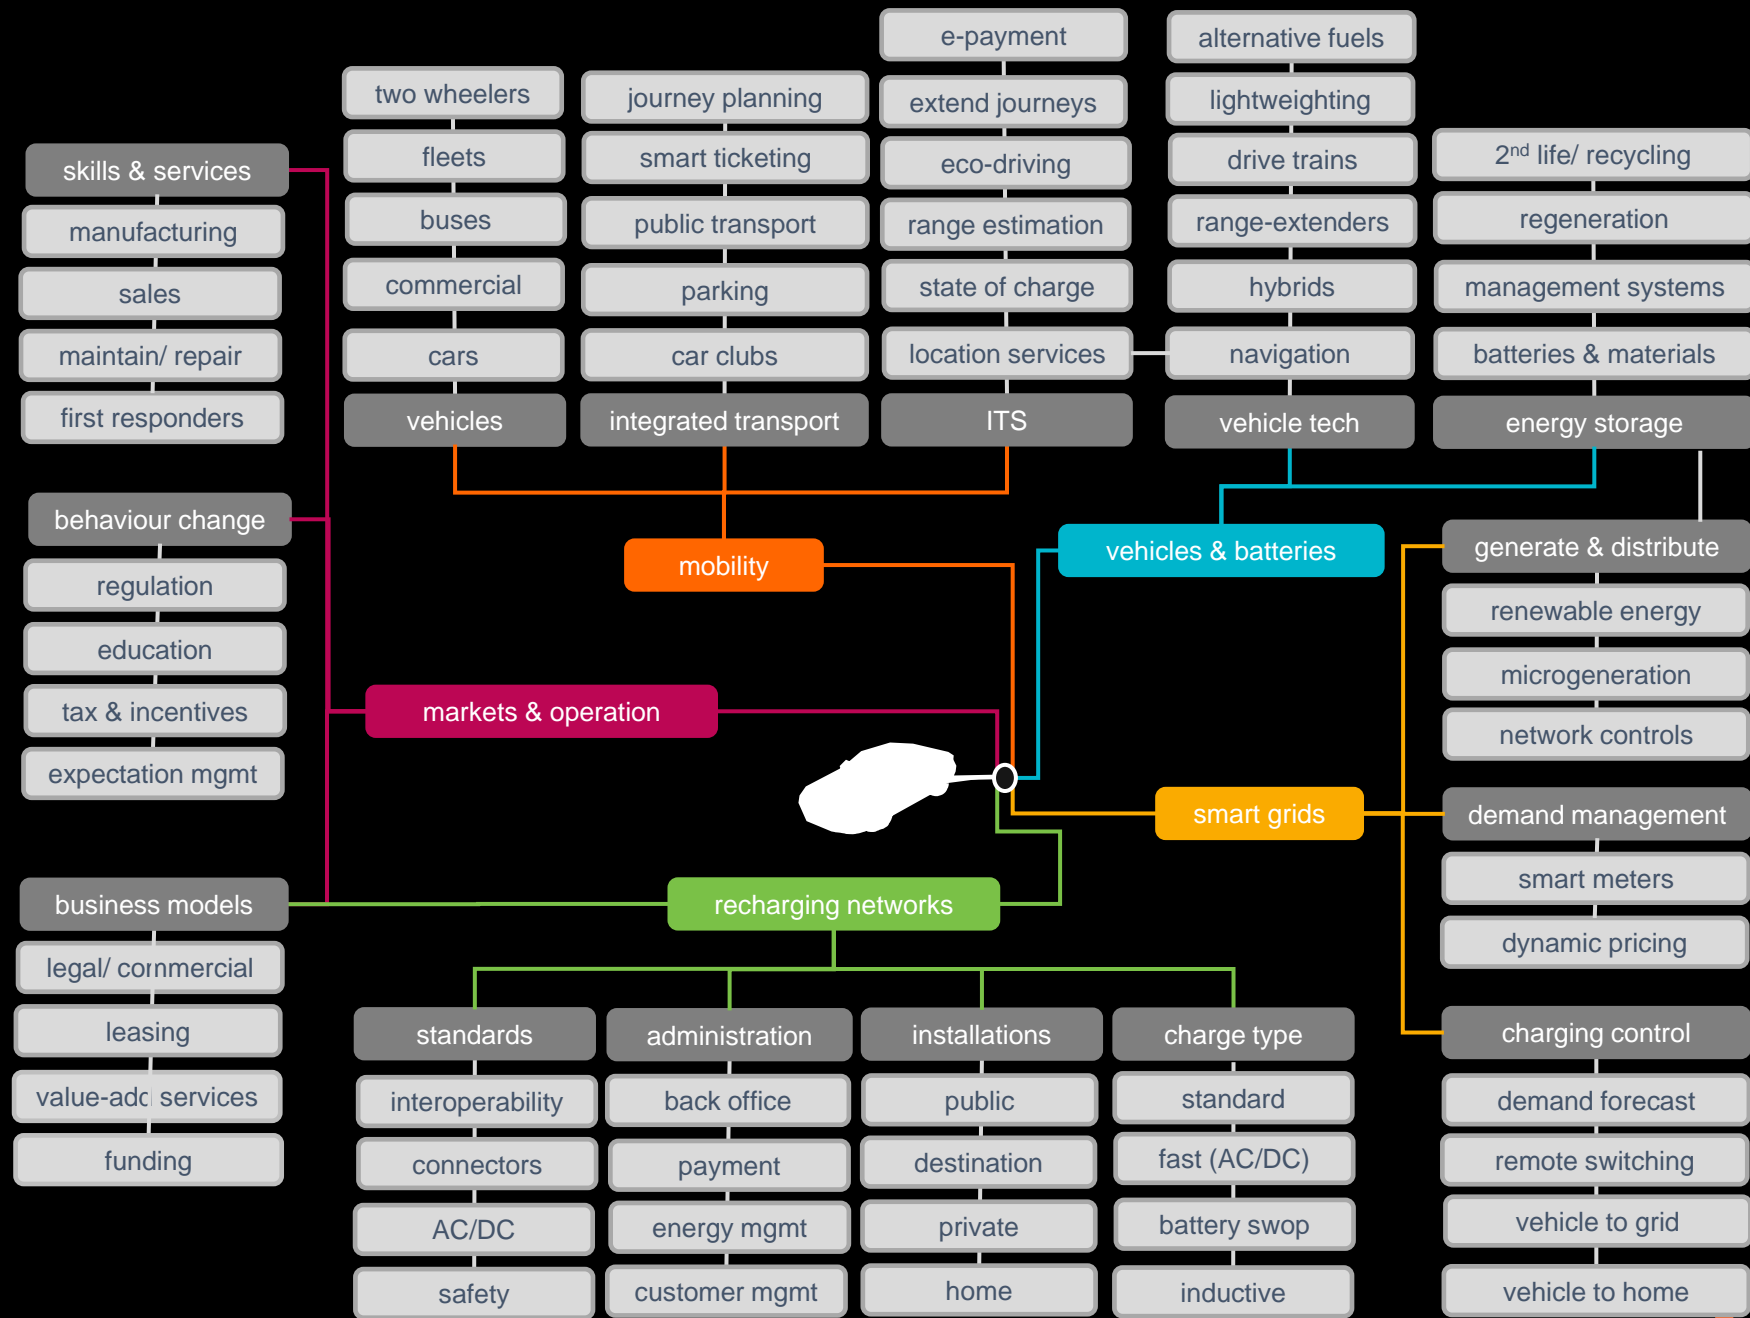 skills & services
manufacturing
sales
maintain/ repair
first responders
behaviour change
regulation
education
tax & incentives
expectation mgmt
business models
legal/ commercial
leasing
value-add services
funding
two wheelers
fleets
buses
commercial
cars
vehicles
journey planning
smart ticketing
public transport
parking
car clubs
integrated transport
e-payment
extend journeys
eco-driving
range estimation
state of charge
location services
ITS
alternative fuels
lightweighting
drive trains
range-extenders
hybrids
navigation
vehicle tech
2nd life/ recycling
regeneration
management systems
batteries & materials
energy storage
mobility
vehicles & batteries
markets & operation
smart grids
recharging networks
generate & distribute
renewable energy
microgeneration
network controls
demand management
smart meters
dynamic pricing
charging control
demand forecast
remote switching
vehicle to grid
vehicle to home
standards
interoperability
connectors
AC/DC
safety
administration
back office
payment
energy mgmt
customer mgmt
installations
public
destination
private
home
charge type
standard
fast (AC/DC)
battery swop
inductive